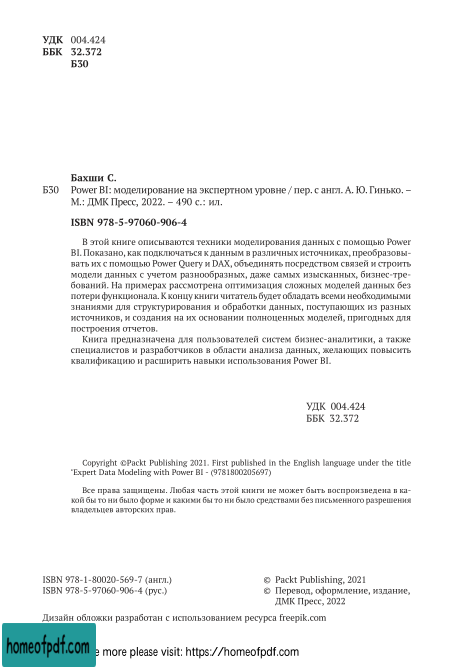 УДК 004.424
ББК 32.372
Б30
Бахши С.
Б30 Power BI: моделирование на экспертном уровне / пер. с англ. А. Ю. Гинько. –
М.: ДМК Пресс, 2022. – 490 с.: ил.
ISBN 978-5-97060-906-4
В этой книге описываются техники моделирования данных с помощью Power
BI. Показано, как подключаться к данным в различных источниках, преобразовы-
вать их с помощью Power Query и DAX, объединять посредством связей и строить
модели данных с учетом разнообразных, даже самых изысканных, бизнес-тре-
бований. На примерах рассмотрена оптимизация сложных моделей данных без
потери функционала. К концу книги читатель будет обладать всеми необходимыми
знаниями для структурирования и обработки данных, поступающих из разных
источников, и создания на их основании полноценных моделей, пригодных для
построения отчетов.
Книга предназначена для пользователей систем бизнес-аналитики, а также
специалистов и разработчиков в области анализа данных, желающих повысить
квалификацию и расширить навыки использования Power BI.
УДК 004.424
ББК 32.372
Copyright ©Packt Publishing 2021. First published in the English language under the title
"Expert Data Modeling with Power BI - (9781800205697)
Все права защищены. Любая часть этой книги не может быть воспроизведена в ка-
кой бы то ни было форме и какими бы то ни было средствами без письменного разрешения
владельцев авторских прав.
ISBN 978-1-80020-569-7 (англ.) © Packt Publishing, 2021
ISBN 978-5-97060-906-4 (рус.) © Перевод, оформление, издание,
ДМК Пресс, 2022
Дизайн обложки разработан с использованием ресурса freepik.com
homeofpdf.com
e more please visit: https://homeofpdf.com